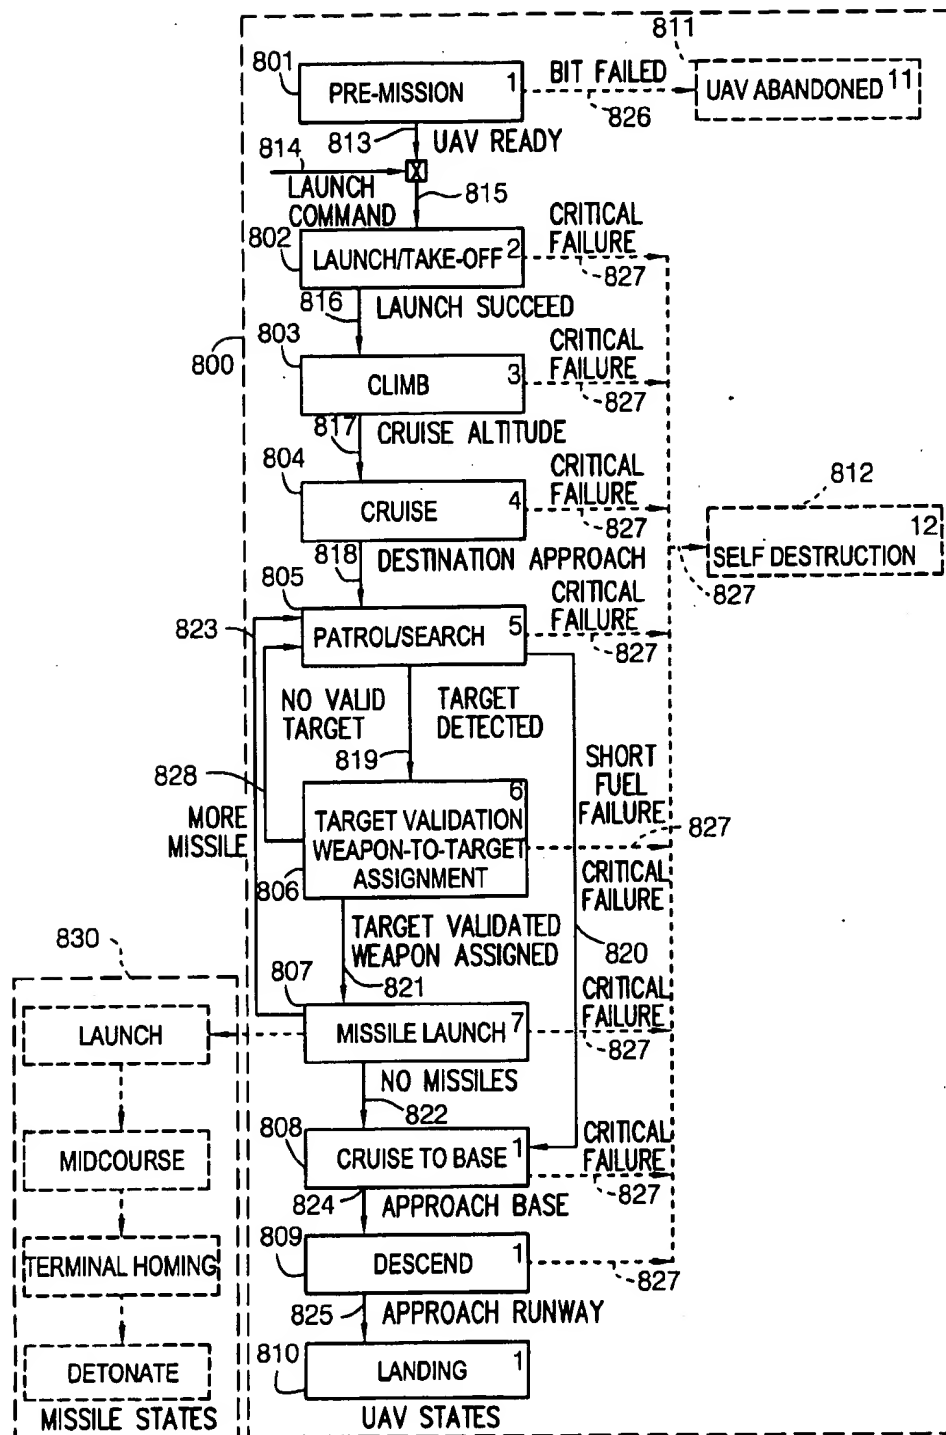 811
801
PRE-MISSION 1
BIT FAILED
826
UAV ABANDONED 11
813
UAV READY
814
X
LAUNCH
COMMAND
815
802
LAUNCH/TAKE-OFF 2
CRITICAL
FAILURE
827
816
LAUNCH SUCCEED
800
803
CLIMB 3
CRITICAL
FAILURE
827
817
CRUISE ALTITUDE
804
CRUISE 4
CRITICAL
FAILURE
827
812
12
SELF DESTRUCTION
827
818
DESTINATION APPROACH
805
823
PATROL/SEARCH 5
CRITICAL
FAILURE
827
NO VALID
TARGET
TARGET
DETECTED
819
828
SHORT
FUEL
FAILURE
827
MORE
MISSILE
6
TARGET VALIDATION
WEAPON-TO-TARGET
ASSIGNMENT
806
CRITICAL
FAILURE
820
TARGET VALIDATED
WEAPON ASSIGNED
821
830
807
MISSILE LAUNCH 7
CRITICAL
FAILURE
827
LAUNCH
NO MISSILES
822
808
CRUISE TO BASE 1
CRITICAL
FAILURE
827
MIDCOURSE
824
APPROACH BASE
809
DESCEND 1
827
TERMINAL HOMING
825
APPROACH RUNWAY
810
LANDING 1
DETONATE
MISSILE STATES
UAV STATES